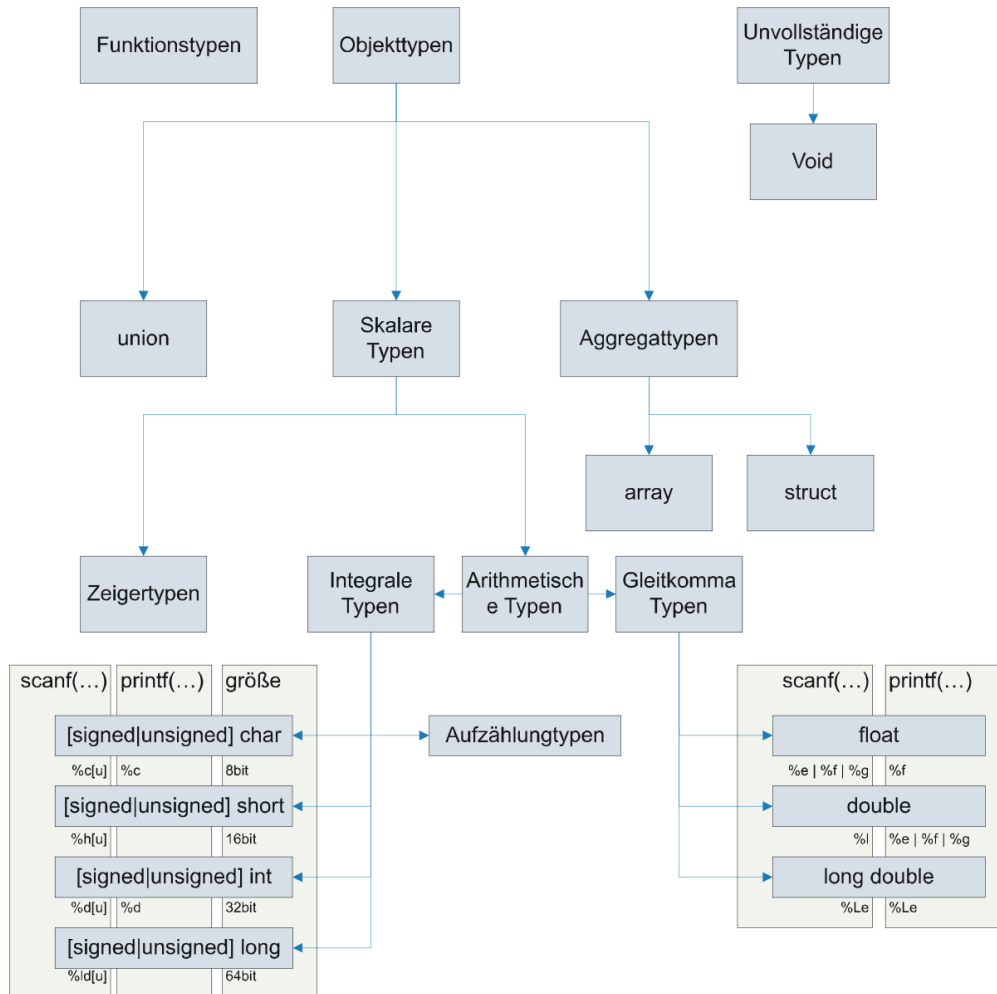 Funktionstypen
Objekttypen
Unvollständige
Typen
Void
union
Skalare
Typen
Aggregattypen
array
struct
Zeigertypen
Integrale
Typen
Arithmetisch
e Typen
Gleitkomma
Typen
scanf(…) printf(…) größe
[signed|unsigned] char
%c[u] %c 8bit
[signed|unsigned] short
%h[u] 16bit
[signed|unsigned] int
%d[u] %d 32bit
[signed|unsigned] long
%ld[u] 64bit
Aufzählungtypen
scanf(…) printf(…)
float
%e | %f | %g %f
double
%l %e | %f | %g
long double
%Le %Le